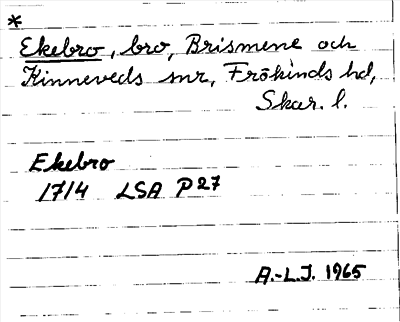 *
Ekebro, bro, Brismene och
Kinneveds snr, Frökinds hd,
Skar. l.
Ekebro
1714 LSA P27
A.-L.J. 1965